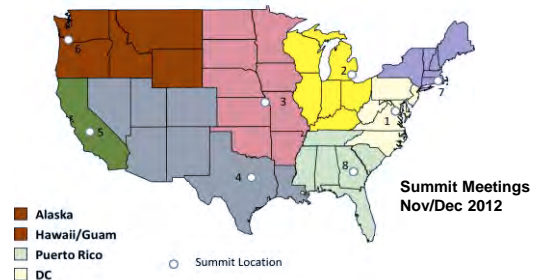 6
2
7
3
1
5
4
8
Summit Meetings
Nov/Dec 2012
Alaska
Hawaii/Guam
Puerto Rico
DC
Summit Location